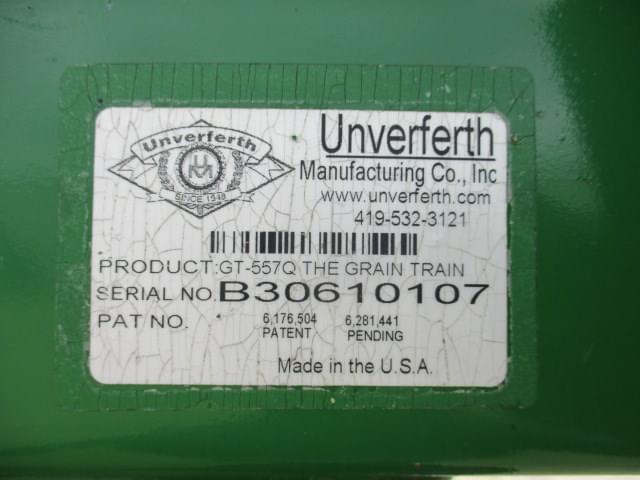 Unverferth
UM
SINCE 1948
Unverferth
Manufacturing Co., Inc
www.unverferth.com
419-532-3121
PRODUCT:GT-557Q THE GRAIN TRAIN
SERIAL NO.B30610107
PAT NO. 6,176,504 6,281,441
PATENT PENDING
Made in the U.S.A.